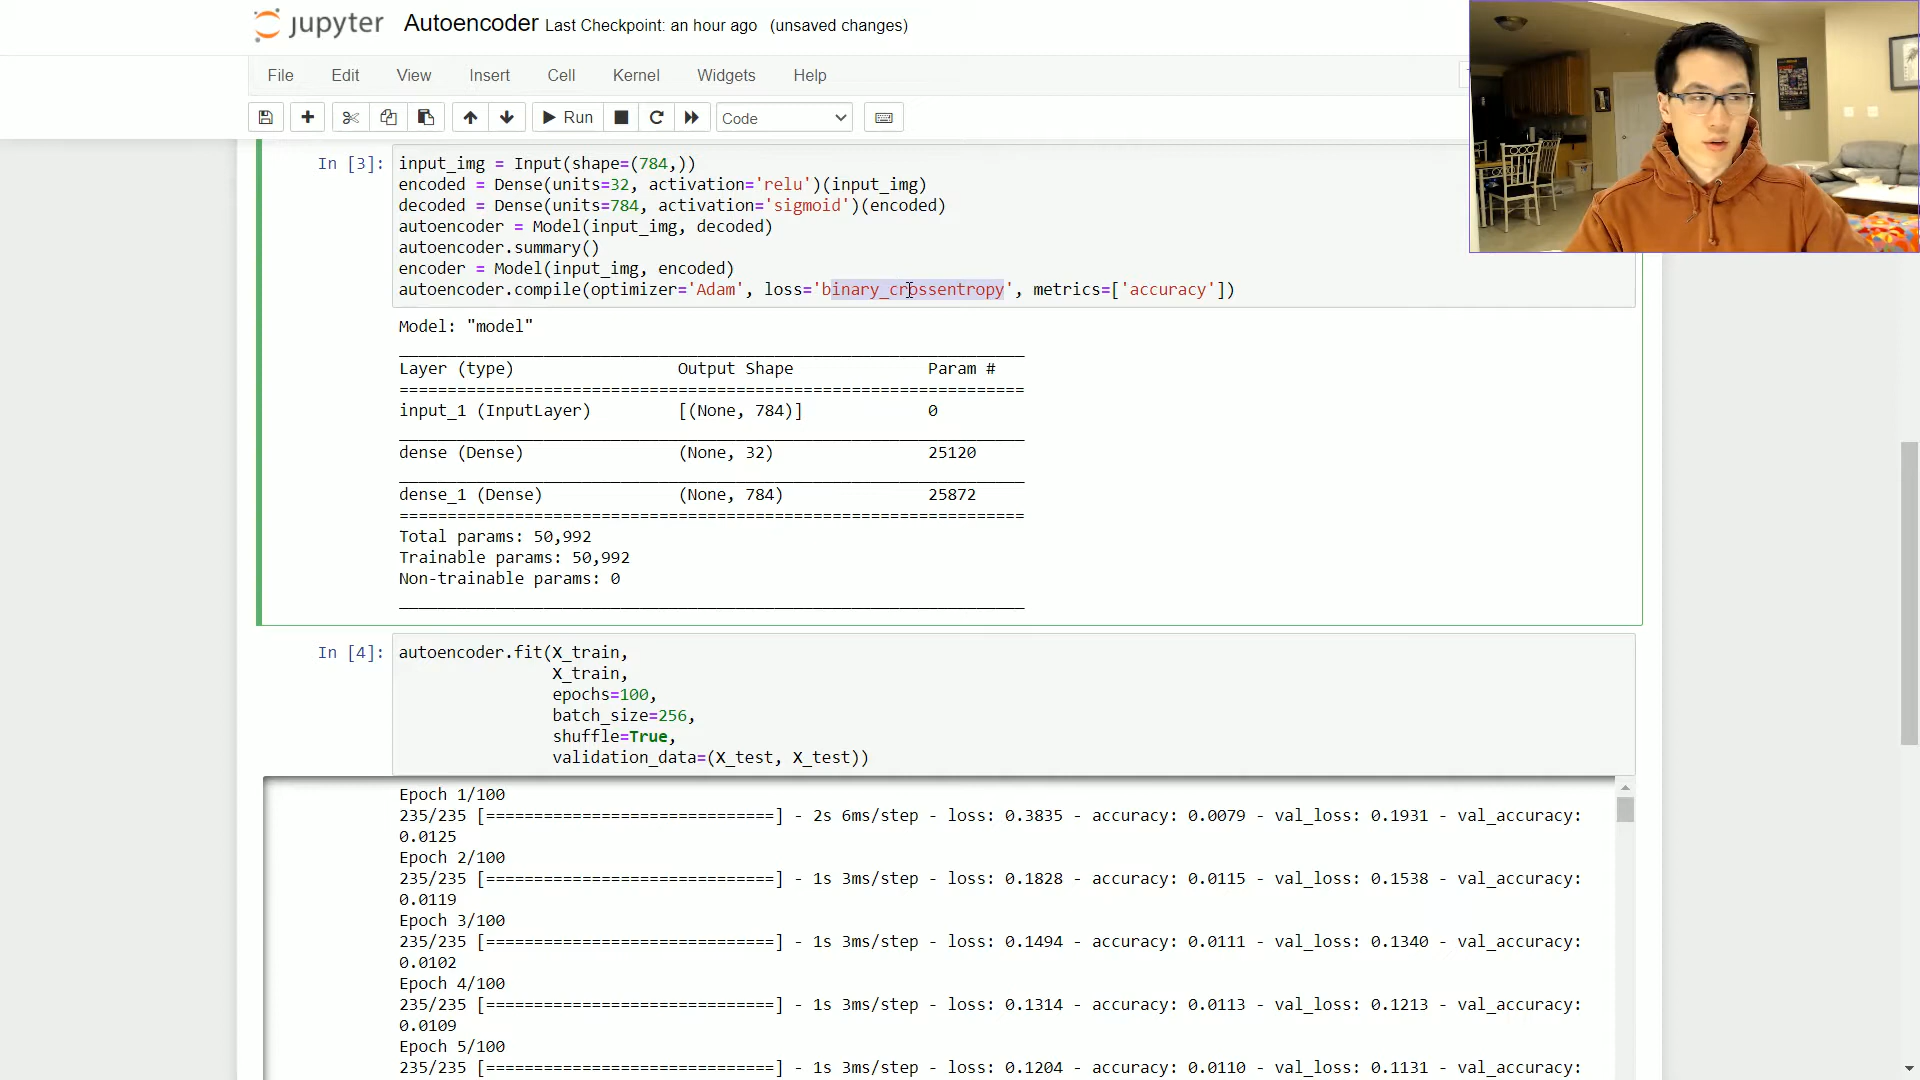 jupyter Autoencoder Last Checkpoint: an hour ago (unsaved changes)
File Edit View Insert Cell Kernel Widgets Help
Run Code
In [3]: input_img = Input(shape=(784,))
encoded = Dense(units=32, activation='relu')(input_img)
decoded = Dense(units=784, activation='sigmoid')(encoded)
autoencoder = Model(input_img, decoded)
autoencoder.summary()
encoder = Model(input_img, encoded)
autoencoder.compile(optimizer='Adam', loss='binary_crossentropy', metrics=['accuracy'])
Model: "model"
Layer (type) Output Shape Param #
input_1 (InputLayer) [(None, 784)] 0
dense (Dense) (None, 32) 25120
dense_1 (Dense) (None, 784) 25872
Total params: 50,992
Trainable params: 50,992
Non-trainable params: 0
In [4]: autoencoder.fit(X_train,
X_train,
epochs=100,
batch_size=256,
shuffle=True,
validation_data=(X_test, X_test))
Epoch 1/100
235/235 [==============================] - 2s 6ms/step - loss: 0.3835 - accuracy: 0.0079 - val_loss: 0.1931 - val_accuracy:
0.0125
Epoch 2/100
235/235 [==============================] - 1s 3ms/step - loss: 0.1828 - accuracy: 0.0115 - val_loss: 0.1538 - val_accuracy:
0.0119
Epoch 3/100
235/235 [==============================] - 1s 3ms/step - loss: 0.1494 - accuracy: 0.0111 - val_loss: 0.1340 - val_accuracy:
0.0102
Epoch 4/100
235/235 [==============================] - 1s 3ms/step - loss: 0.1314 - accuracy: 0.0113 - val_loss: 0.1213 - val_accuracy:
0.0109
Epoch 5/100
235/235 [==============================] - 1s 3ms/step - loss: 0.1204 - accuracy: 0.0110 - val_loss: 0.1131 - val_accuracy: